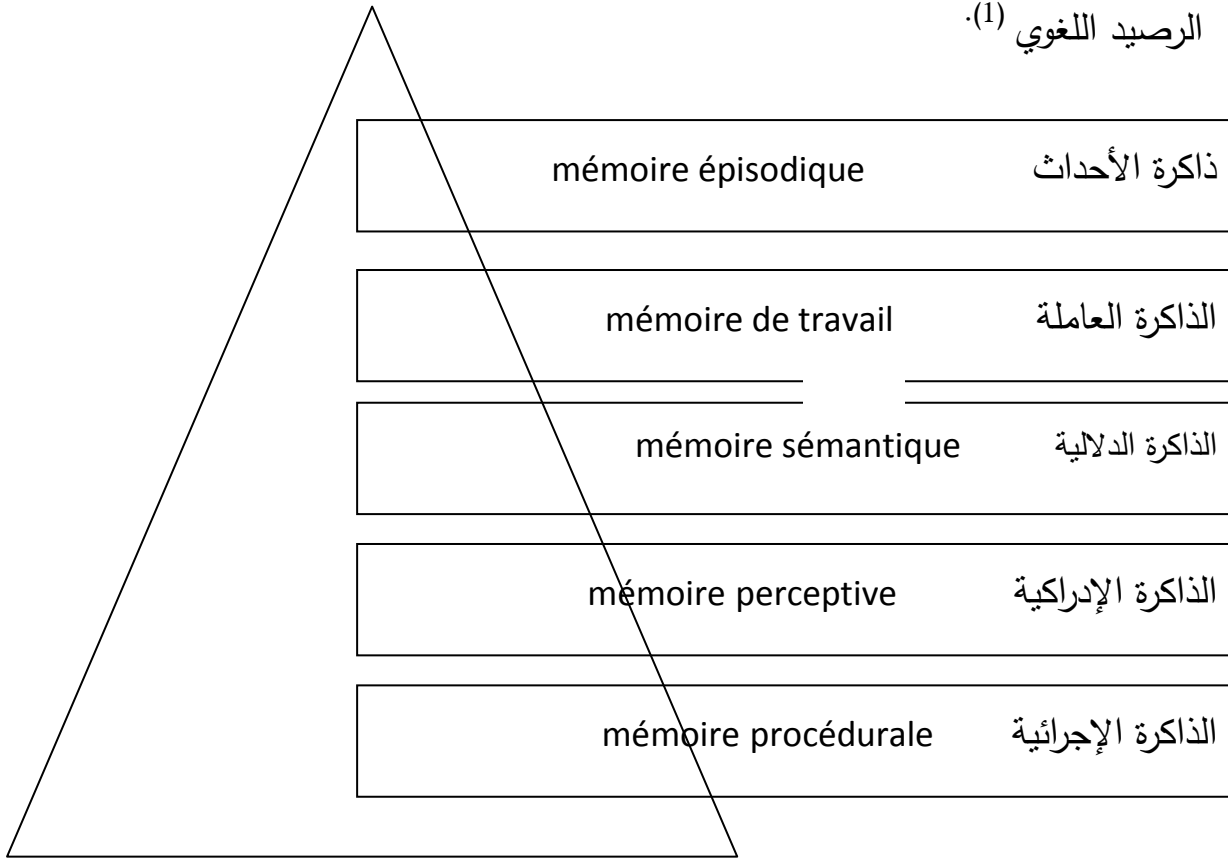 الرصيد اللغوي (1).
ذاكرة الأحداث mémoire épisodique
الذاكرة العاملة mémoire de travail
الذاكرة الدلالية mémoire sémantique
الذاكرة الإدراكية mémoire perceptive
الذاكرة الإجرائية mémoire procédurale